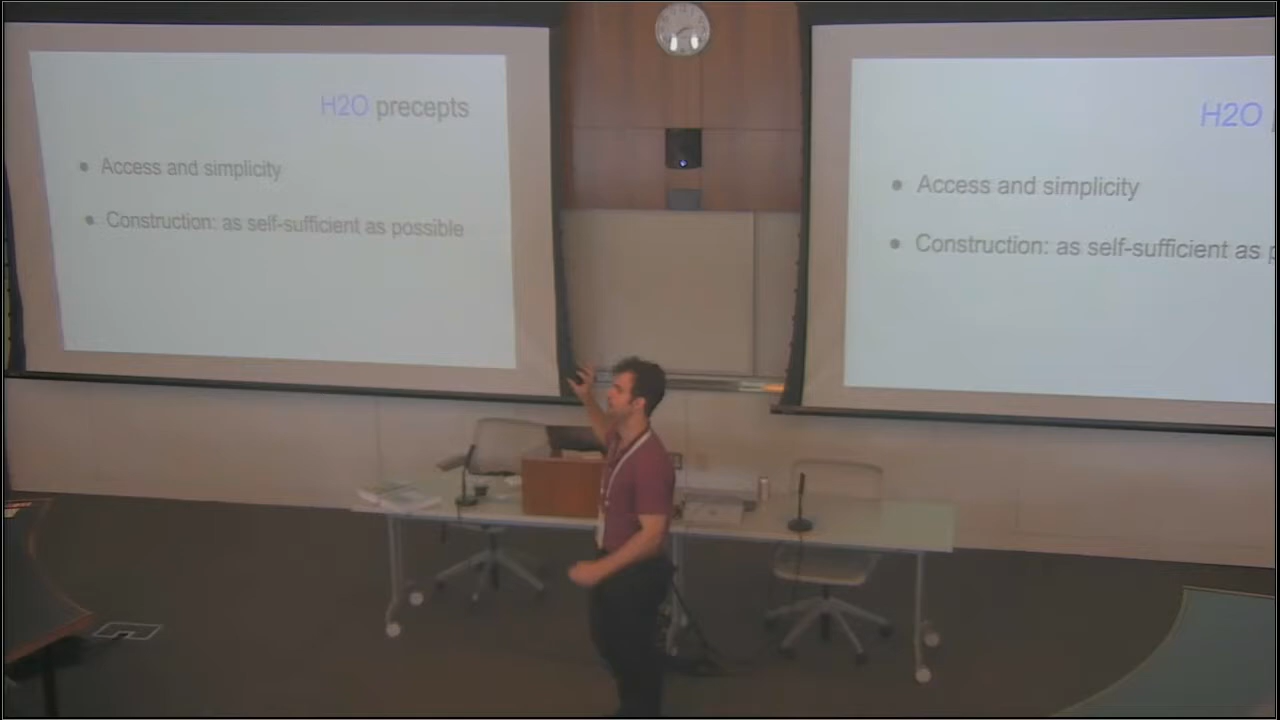 H2O precepts
Access and simplicity
Construction: as self-sufficient as possible
H2O
Access and simplicity
Construction: as self-sufficient as